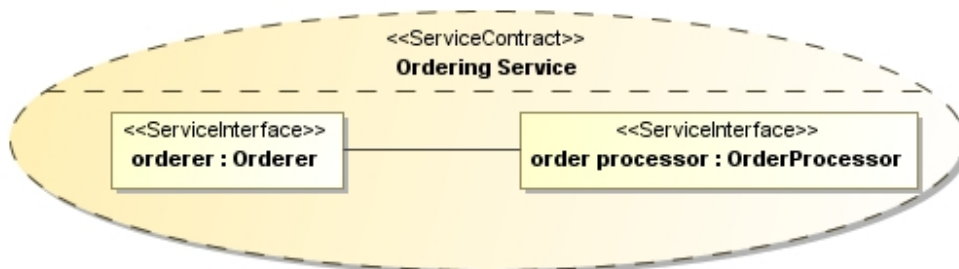 <<ServiceContract>>
Ordering Service
<<ServiceInterface>>
orderer : Orderer
<<ServiceInterface>>
order processor : OrderProcessor